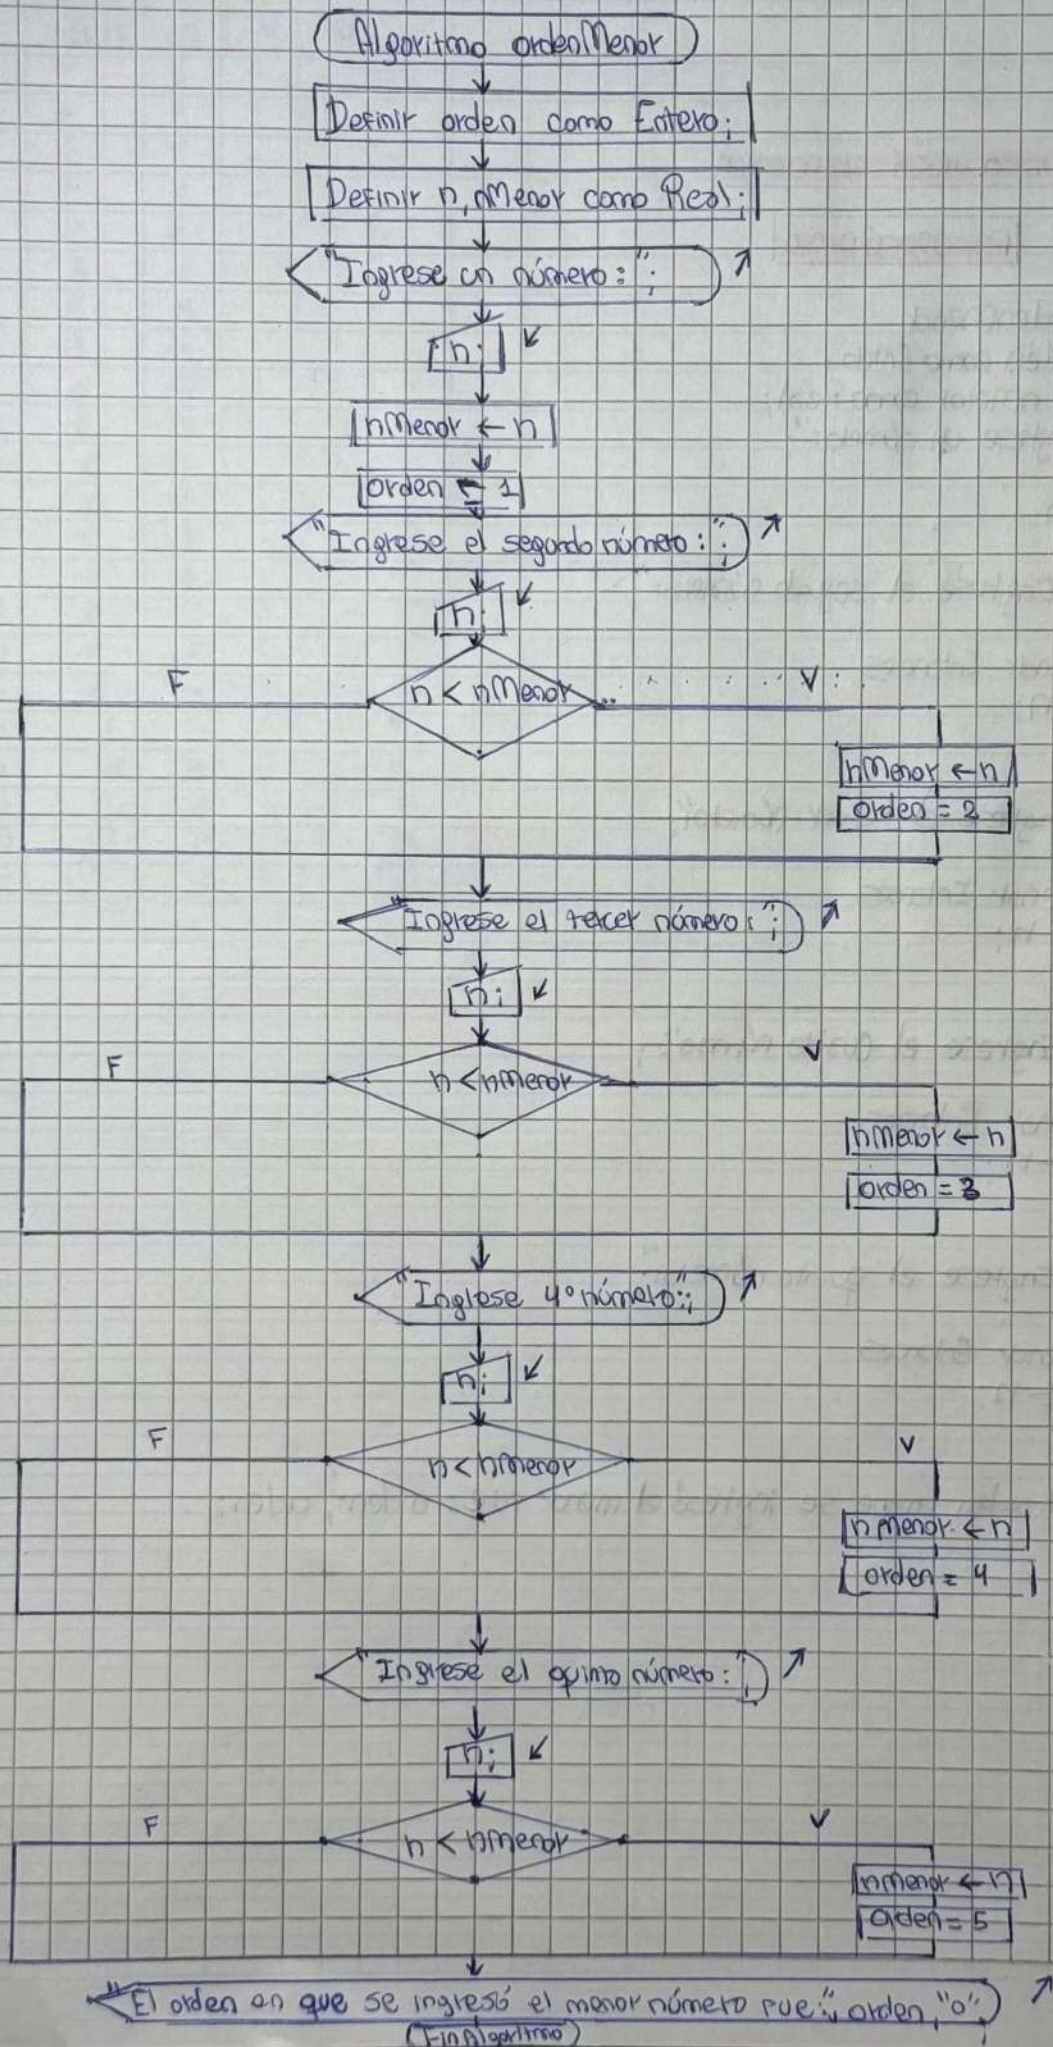 Algoritmo ordenMenor
Definir orden como Entero;
Definir n, nMenor como Real;
"Ingrese un número: ";
n;
nMenor ← n
orden ← 1
"Ingrese el segundo número: ";
n;
n < nMenor
F
V
nMenor ← n
orden = 2
"Ingrese el tercer número: ";
n;
n < nMenor
F
V
nMenor ← n
orden = 3
"Ingrese 4º número:";
n;
n < nMenor
F
V
nMenor ← n
orden = 4
"Ingrese el quinto número: ";
n;
n < nMenor
F
V
nMenor ← n
orden = 5
"El orden en que se ingresó el menor número fue:", orden, "º";
(FinAlgoritmo)